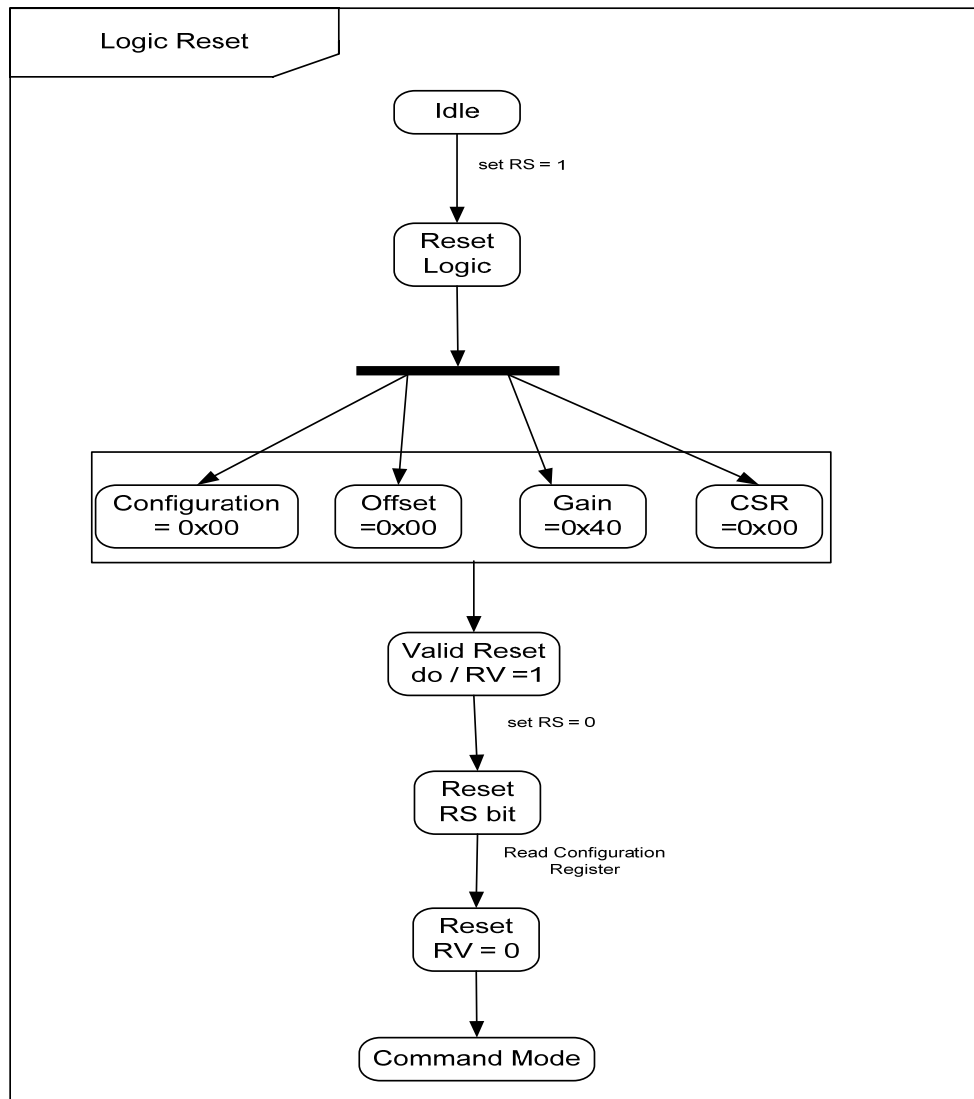 Logic Reset
Idle
set RS = 1
Reset
Logic
Configuration
= 0x00
Offset
=0x00
Gain
=0x40
CSR
=0x00
Valid Reset
do / RV =1
set RS = 0
Reset
RS bit
Read Configuration
Register
Reset
RV = 0
Command Mode